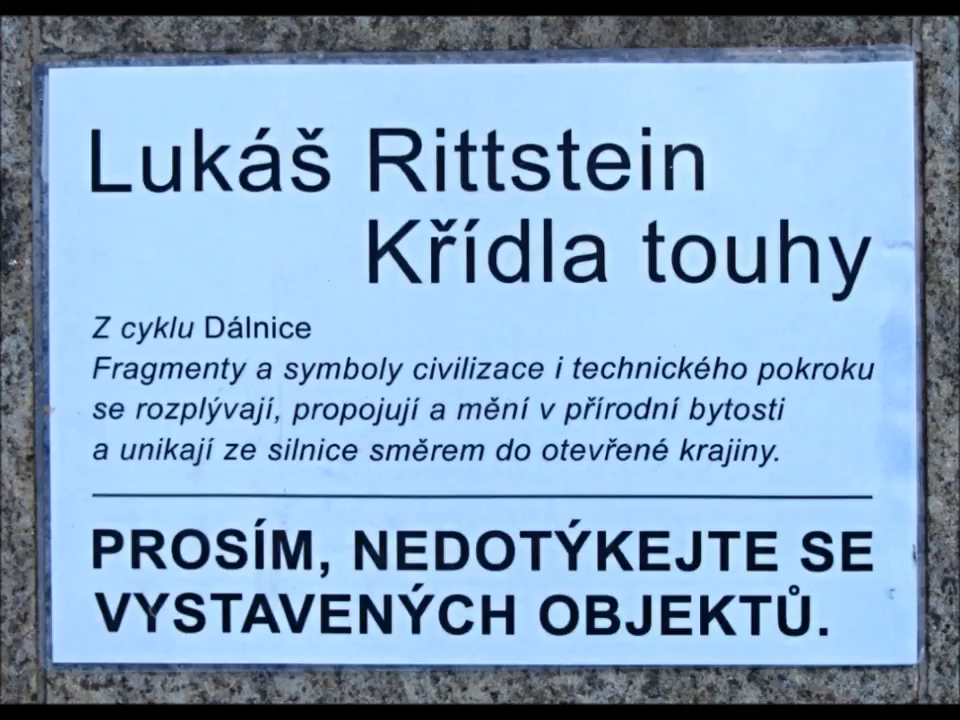 Lukáš Rittstein
Křídla touhy
Z cyklu Dálnice
Fragmenty a symboly civilizace i technického pokroku
se rozplývají, propojují a mění v přírodní bytosti
a unikají ze silnice směrem do otevřené krajiny.
PROSÍM, NEDOTÝKEJTE SE
VYSTAVENÝCH OBJEKTŮ.